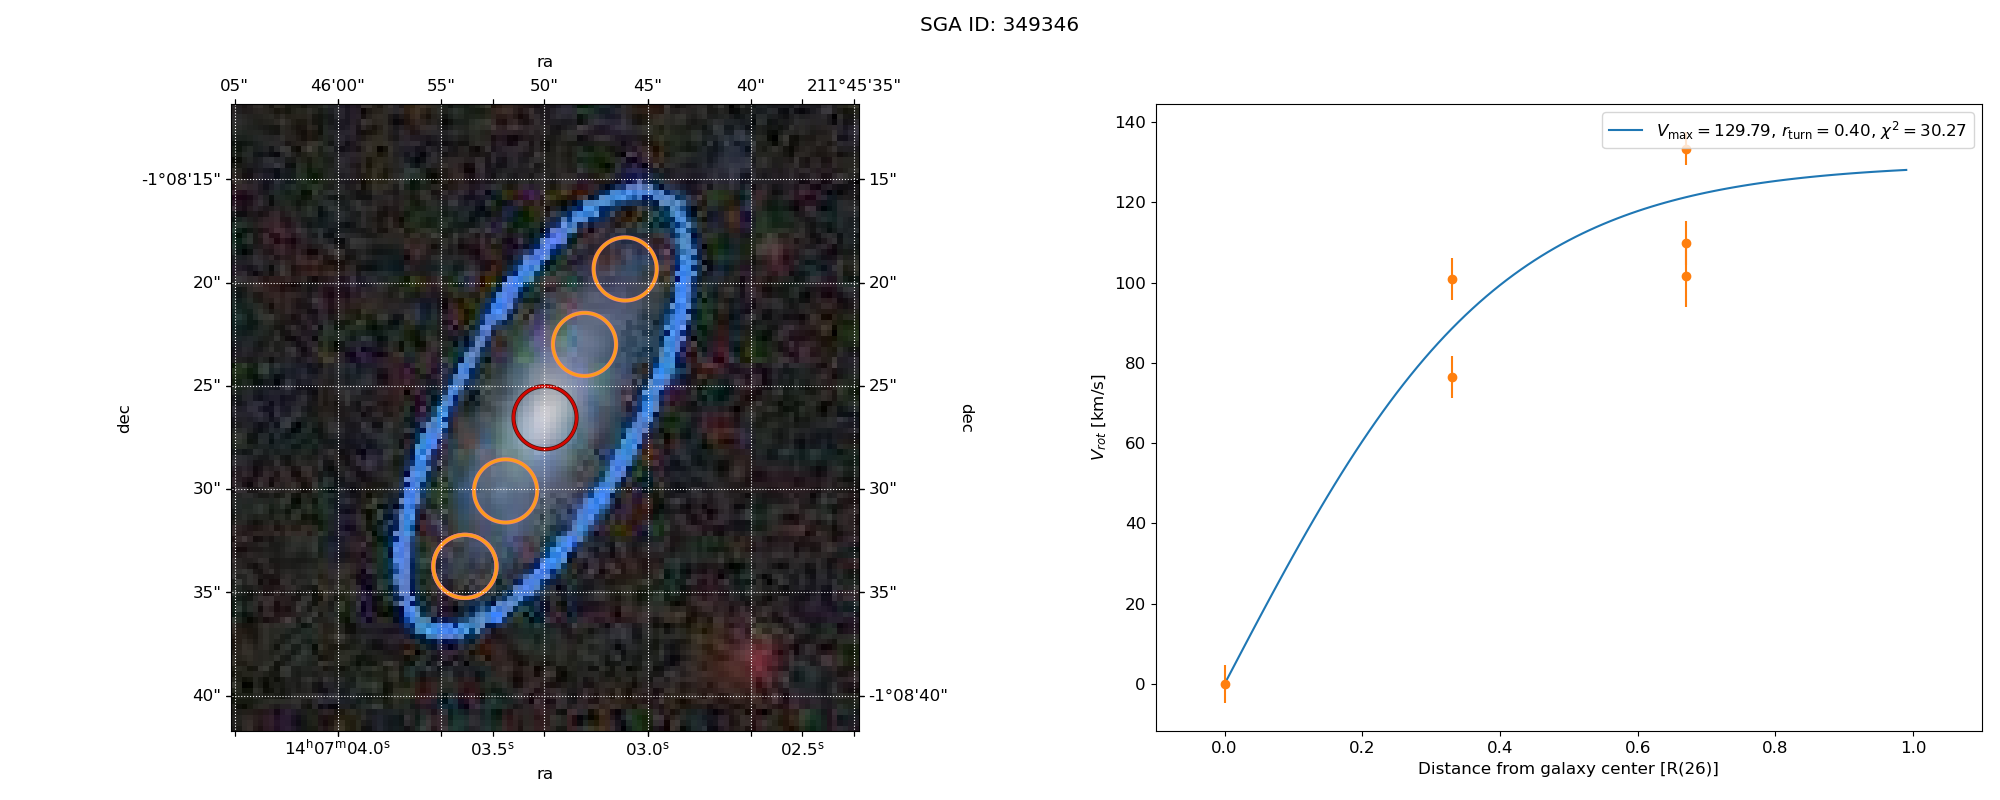 SGA ID: 349346
ra
05" 46'00" 55" 50" 45" 40" 211°45'35"
-1°08'15" 15"
20" 20"
25" 25"
dec dec
30" 30"
35" 35"
40" -1°08'40"
14h07m04.0s 03.5s 03.0s 02.5s
ra
Vmax = 129.79, rturn = 0.40, χ² = 30.27
140
120
100
80
60
40
20
0
Vrot [km/s]
0.0 0.2 0.4 0.6 0.8 1.0
Distance from galaxy center [R(26)]